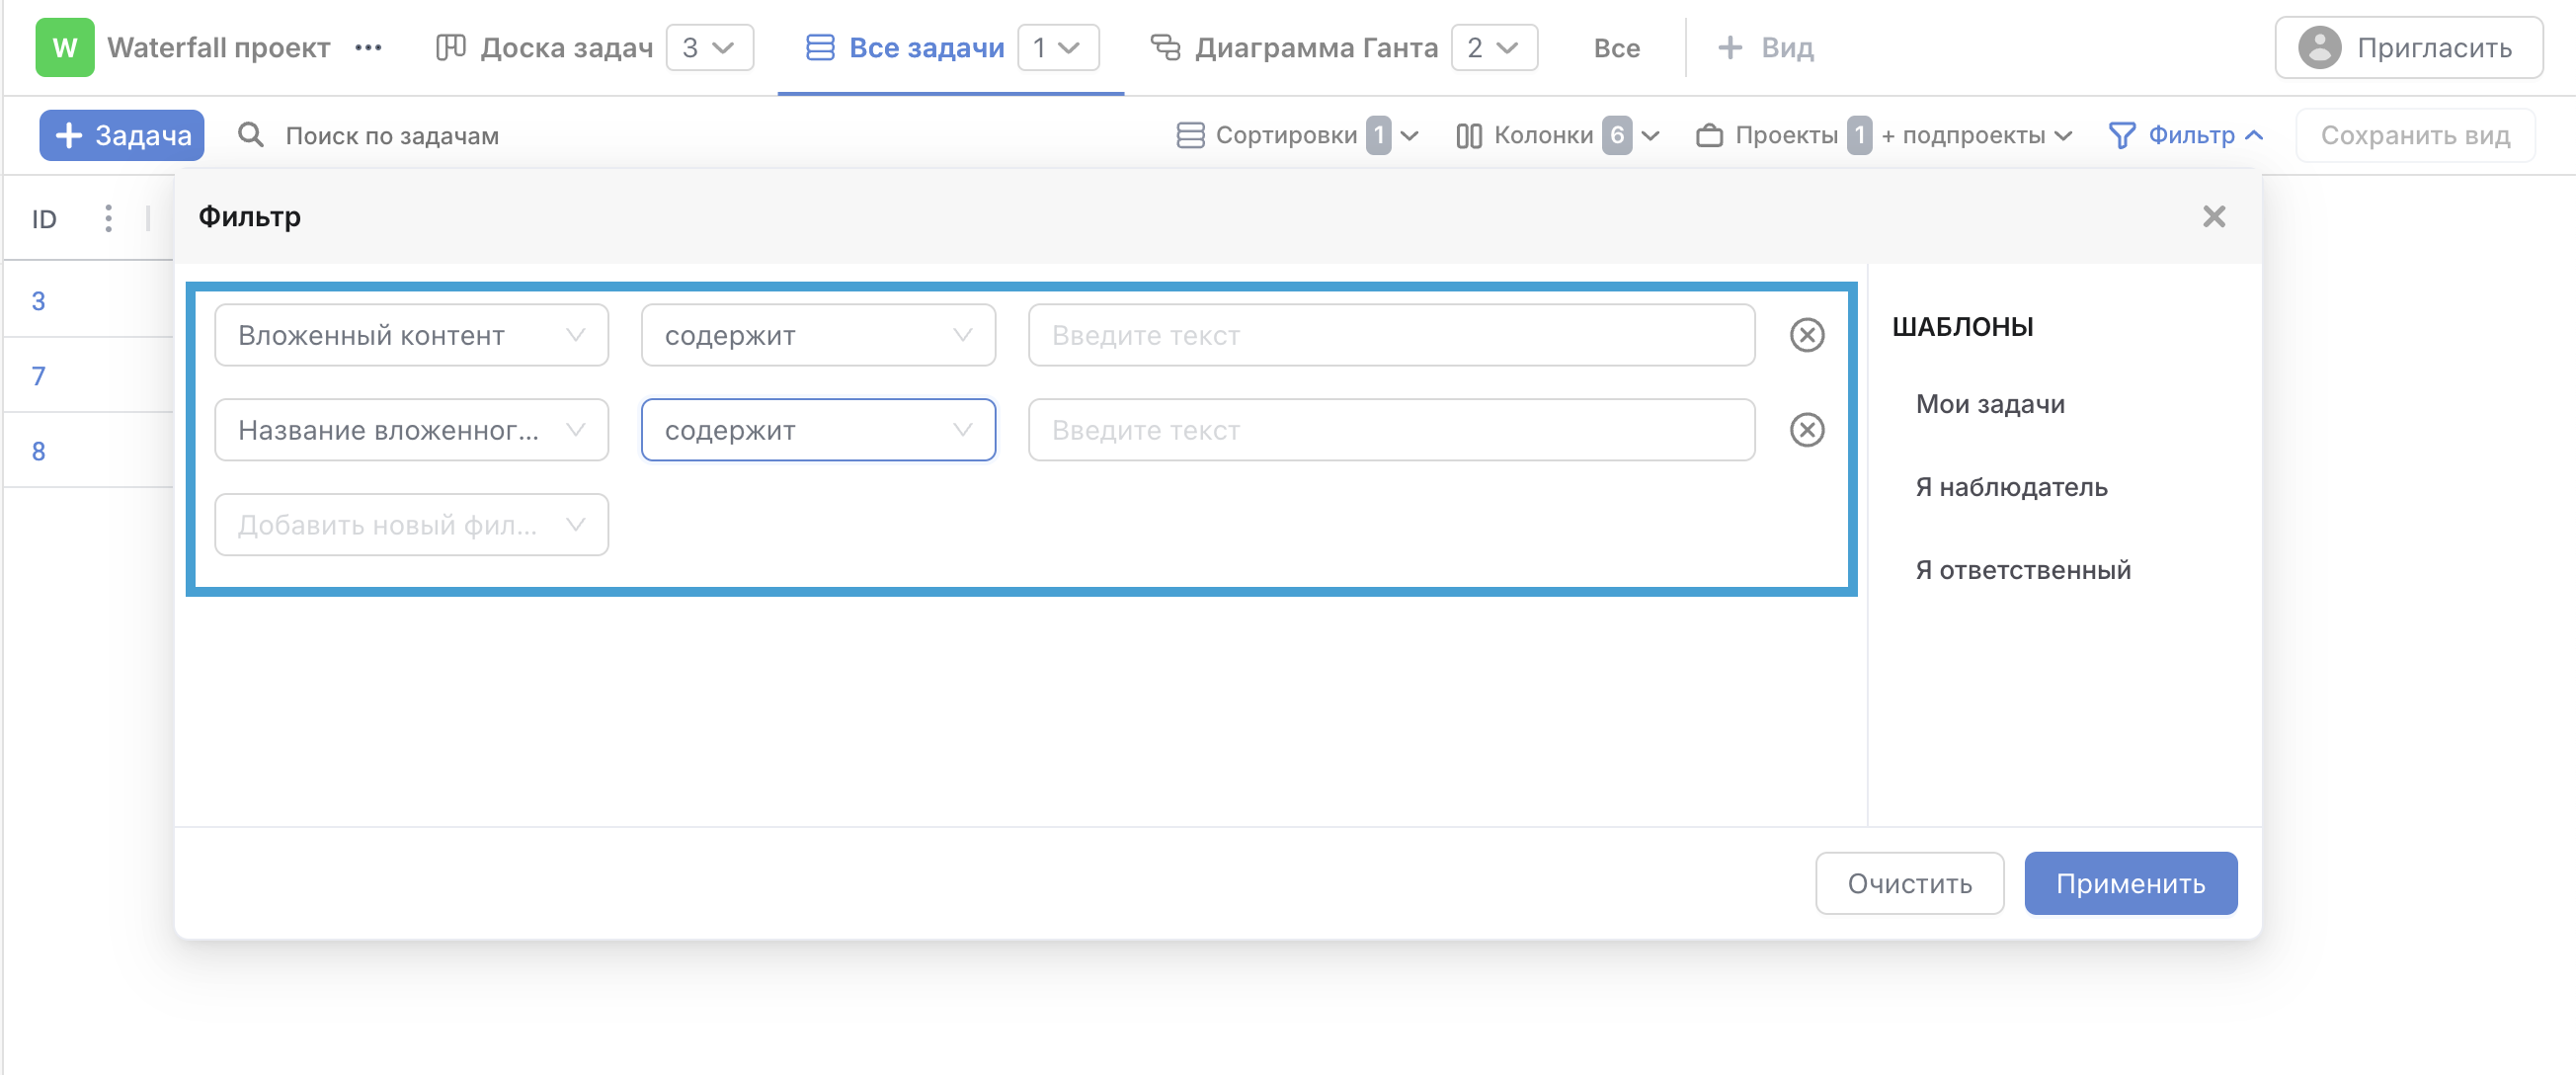 W Waterfall проект ••• Доска задач 3 Все задачи 1 Диаграмма Ганта 2 Все + Вид Пригласить
+ Задача Поиск по задачам Сортировки 1 Колонки 6 Проекты 1 + подпроекты Фильтр Сохранить вид
ID
3
7
8
Фильтр
Вложенный контент содержит Введите текст
Название вложенног... содержит Введите текст
Добавить новый фил...
ШАБЛОНЫ
Мои задачи
Я наблюдатель
Я ответственный
Очистить Применить